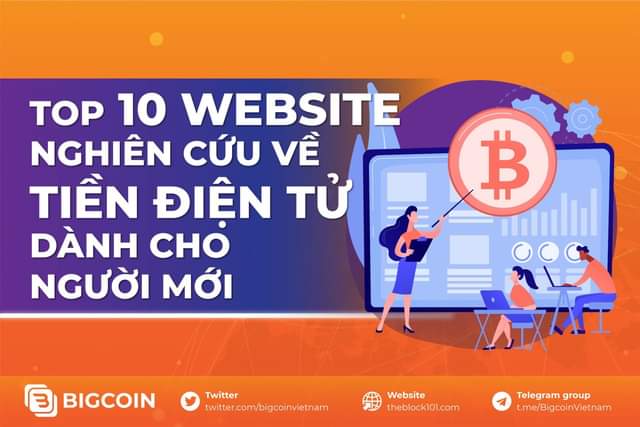 TOP 10 WEBSITE
NGHIÊN CỨU VỀ
TIỀN ĐIỆN TỬ
DÀNH CHO
NGƯỜI MỚI
BIGCOIN
Twitter
twitter.com/bigcoinvietnam
Website
theblock101.com
Telegram group
t.me/BigcoinVietnam